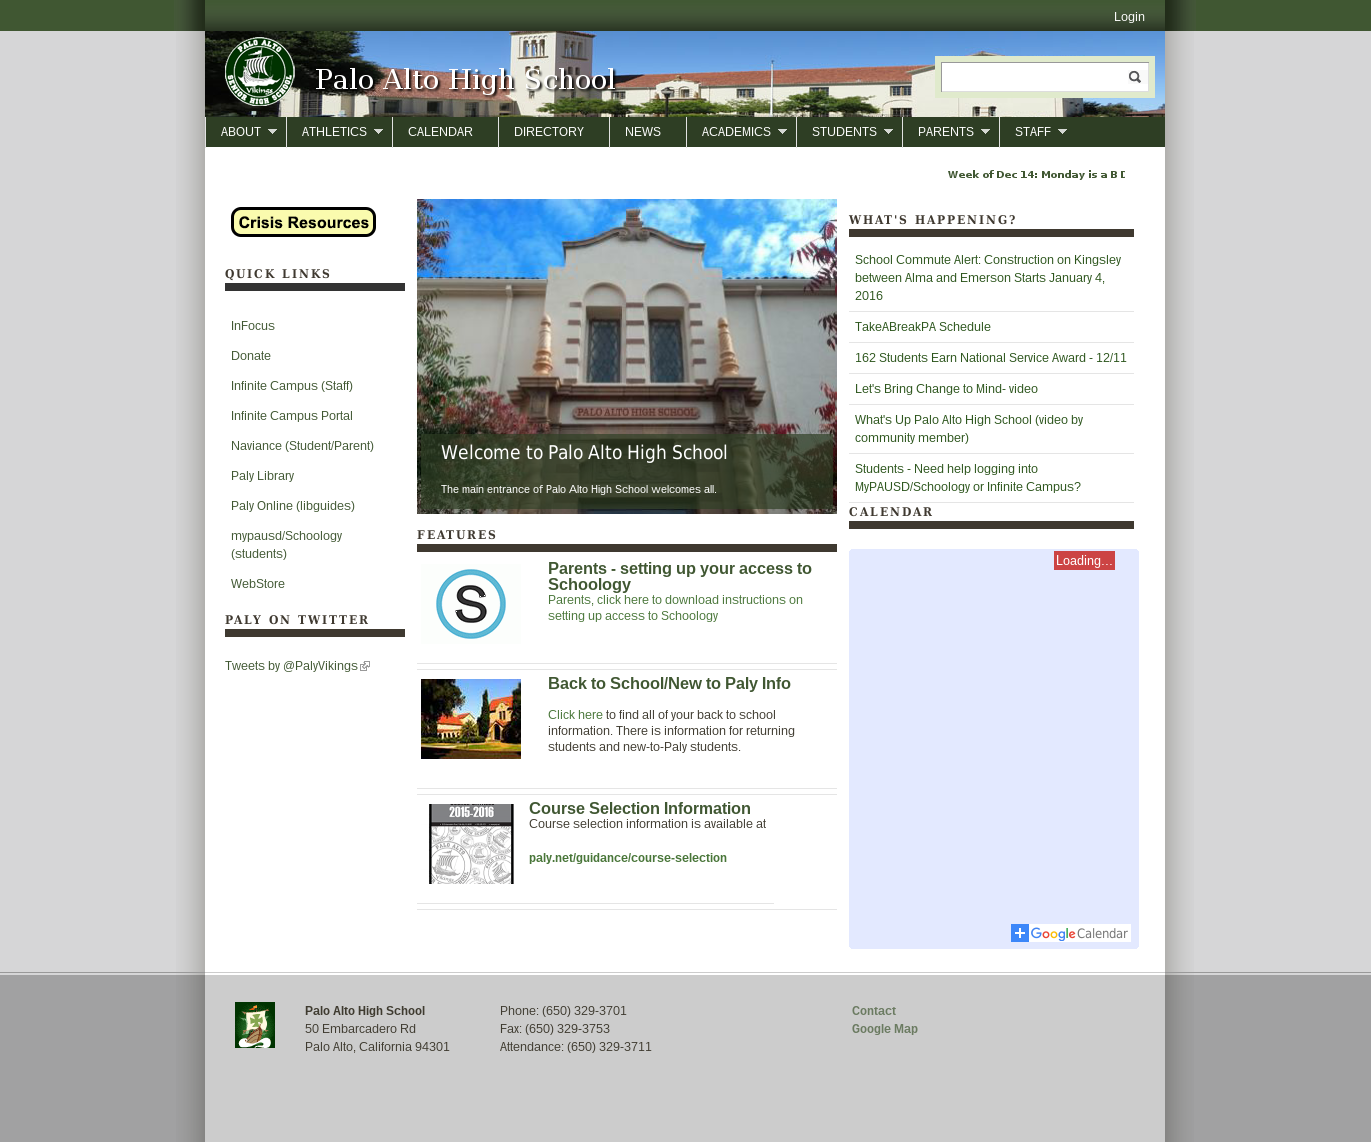 Login
PALO ALTO
Vikings
SENIOR HIGH SCHOOL
Palo Alto High School
ABOUT ATHLETICS CALENDAR DIRECTORY NEWS ACADEMICS STUDENTS PARENTS STAFF
Week of Dec 14: Monday is a B
Crisis Resources
QUICK LINKS
InFocus
Donate
Infinite Campus (Staff)
Infinite Campus Portal
Naviance (Student/Parent)
Paly Library
Paly Online (libguides)
mypausd/Schoology
(students)
WebStore
PALY ON TWITTER
Tweets by @PalyVikings
PALO ALTO HIGH SCHOOL
Welcome to Palo Alto High School
The main entrance of Palo Alto High School welcomes all.
FEATURES
S
Parents - setting up your access to
Schoology
Parents, click here to download instructions on
setting up access to Schoology
Back to School/New to Paly Info
Click here to find all of your back to school
information. There is information for returning
students and new-to-Paly students.
2015-2016
Course Selection Information
Course selection information is available at
paly.net/guidance/course-selection
WHAT'S HAPPENING?
School Commute Alert: Construction on Kingsley
between Alma and Emerson Starts January 4,
2016
TakeABreakPA Schedule
162 Students Earn National Service Award - 12/11
Let's Bring Change to Mind- video
What's Up Palo Alto High School (video by
community member)
Students - Need help logging into
MyPAUSD/Schoology or Infinite Campus?
CALENDAR
Loading...
Google Calendar
Palo Alto High School
50 Embarcadero Rd
Palo Alto, California 94301
Phone: (650) 329-3701
Fax: (650) 329-3753
Attendance: (650) 329-3711
Contact
Google Map